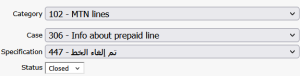 Category 102 - MTN lines
Case 306 - Info about prepaid line
Specification 447 - تم إلغاء الخط
Status Closed